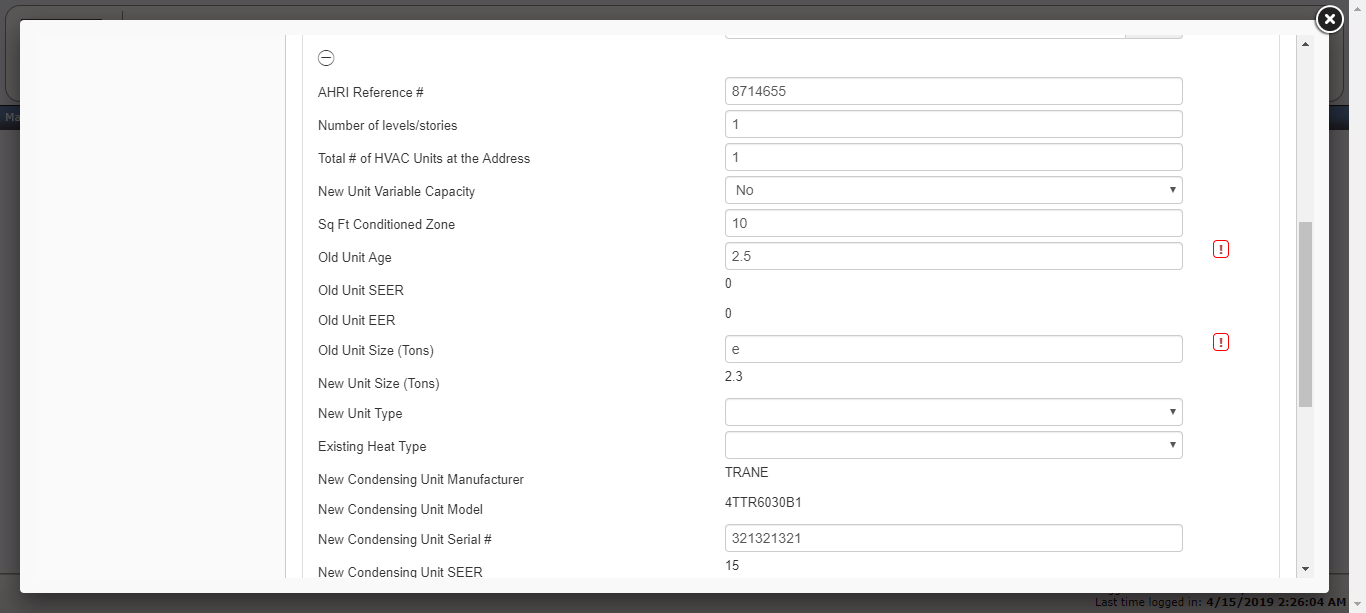 AHRI Reference # 8714655
Number of levels/stories 1
Total # of HVAC Units at the Address 1
New Unit Variable Capacity No
Sq Ft Conditioned Zone 10
Old Unit Age 2.5 !
Old Unit SEER 0
Old Unit EER 0
Old Unit Size (Tons) e !
New Unit Size (Tons) 2.3
New Unit Type
Existing Heat Type
New Condensing Unit Manufacturer TRANE
New Condensing Unit Model 4TTR6030B1
New Condensing Unit Serial # 321321321
New Condensing Unit SEER 15
Last time logged in: 4/15/2019 2:26:04 AM